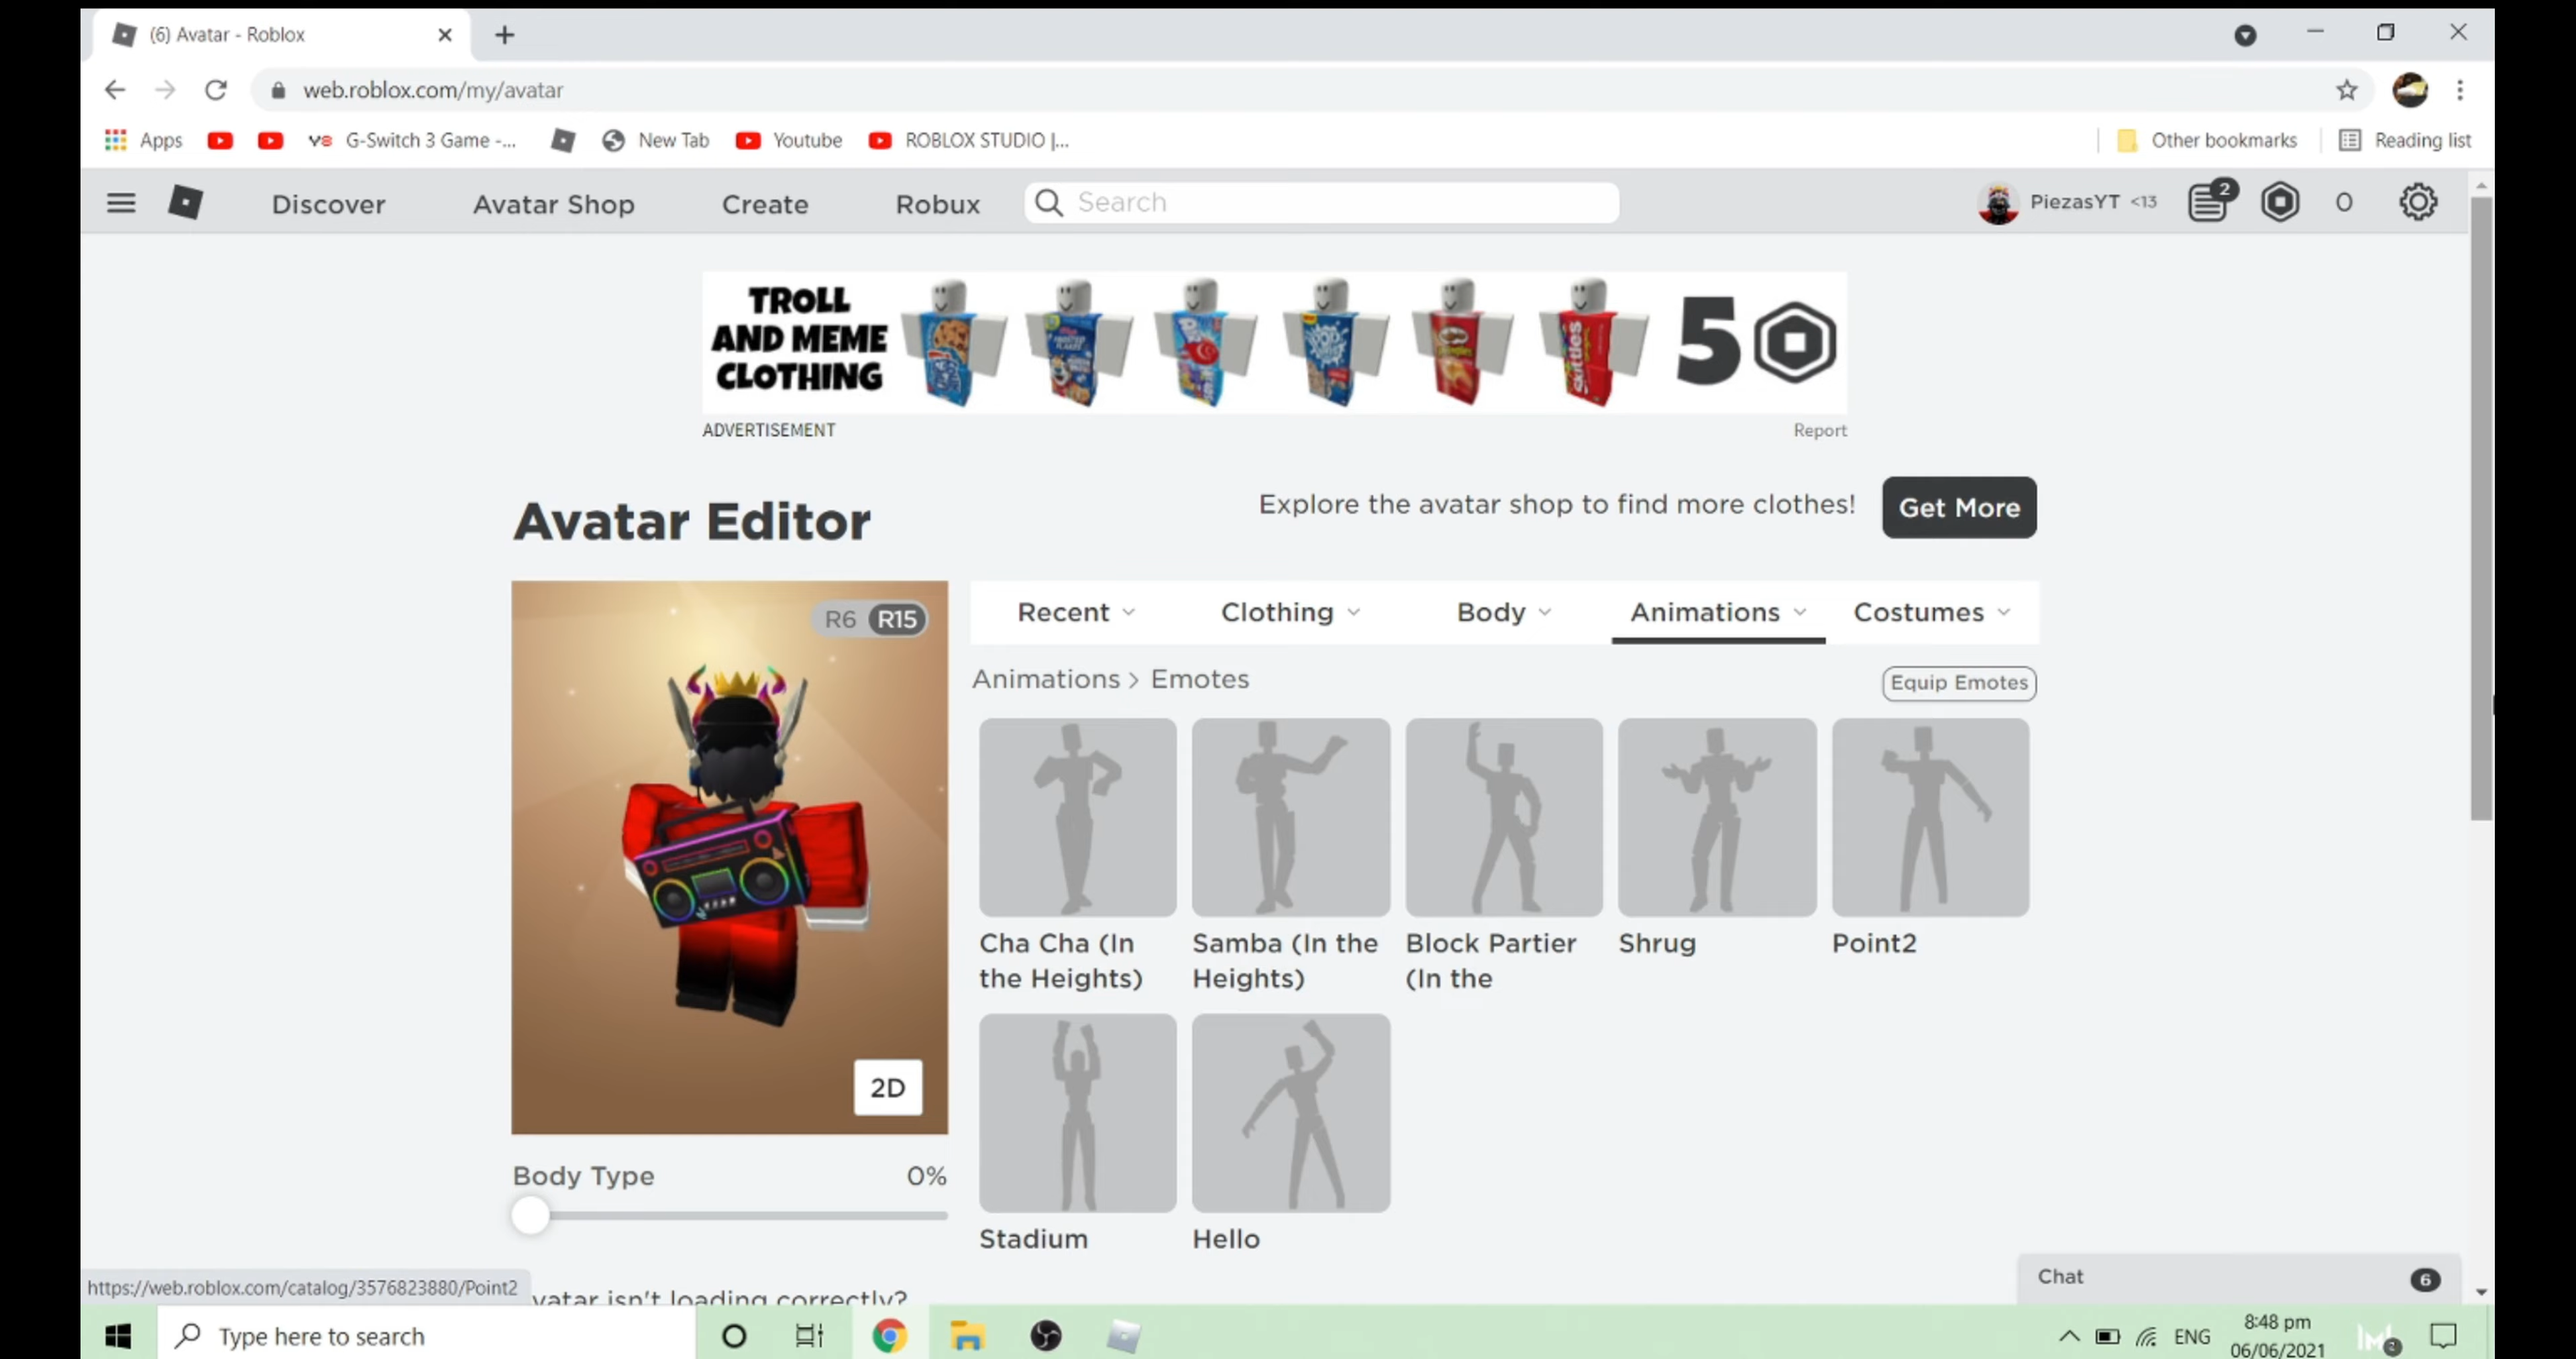 (6) Avatar - Roblox
web.roblox.com/my/avatar
Apps G-Switch 3 Game -... New Tab Youtube ROBLOX STUDIO |... Other bookmarks Reading list
Discover Avatar Shop Create Robux Search PiezasYT <13 2 0
TROLL
AND MEME
CLOTHING
5
ADVERTISEMENT Report
Avatar Editor
Explore the avatar shop to find more clothes! Get More
R6 R15
2D
Body Type 0%
Recent Clothing Body Animations Costumes
Animations > Emotes
Equip Emotes
Cha Cha (In
the Heights)
Samba (In the
Heights)
Block Partier
(In the
Shrug
Point2
Stadium
Hello
Chat 6
https://web.roblox.com/catalog/3576823880/Point2
vatar isn't loading correctly?
Type here to search
ENG
8:48 pm
06/06/2021